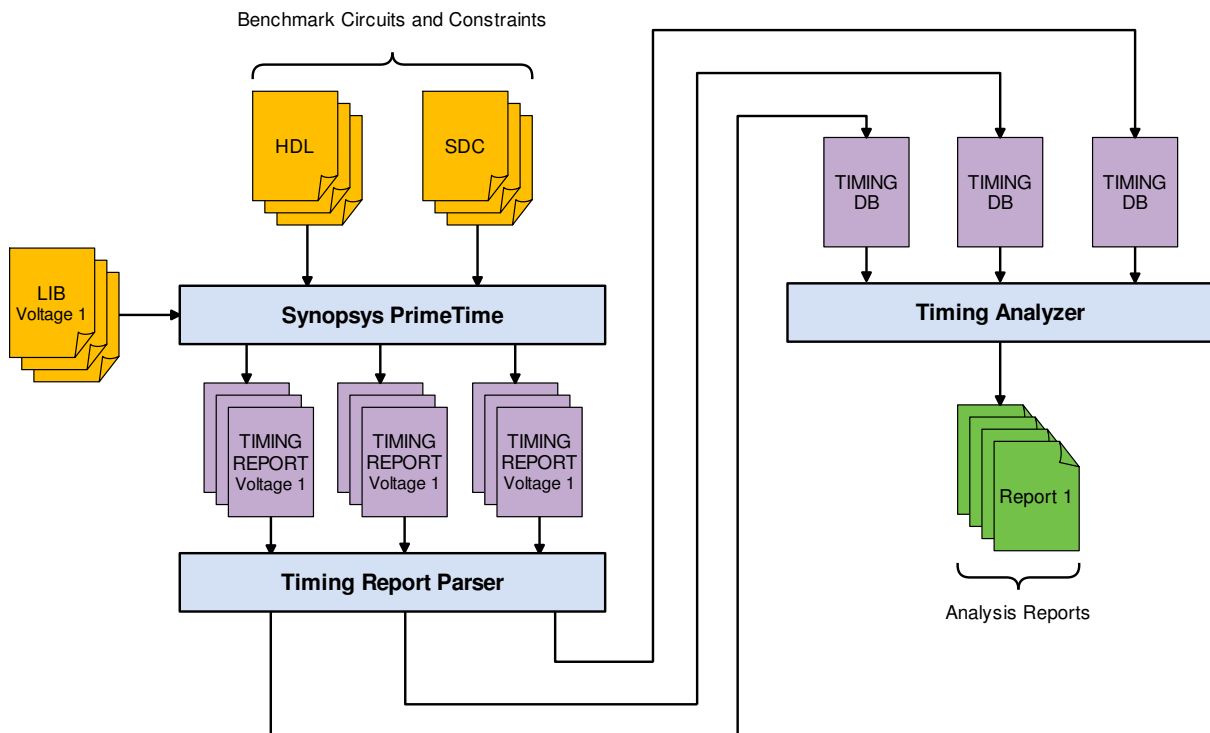 Benchmark Circuits and Constraints
HDL
SDC
LIB
Voltage 1
Synopsys PrimeTime
TIMING
REPORT
Voltage 1
TIMING
REPORT
Voltage 1
TIMING
REPORT
Voltage 1
Timing Report Parser
TIMING
DB
TIMING
DB
TIMING
DB
Timing Analyzer
Report 1
Analysis Reports